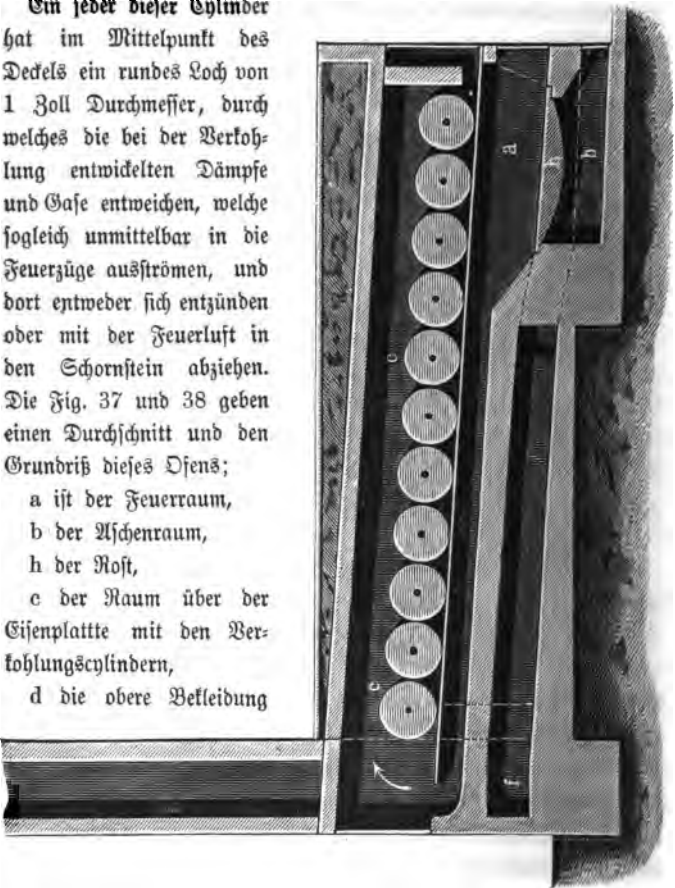 Ein jeder dieser Cylinder
hat im Mittelpunkt des
Deckels ein rundes Loch von
1 Zoll Durchmesser, durch
welches die bei der Verkoh-
lung entwickelten Dämpfe
und Gase entweichen, welche
sogleich unmittelbar in die
Feuerzüge ausströmen, und
dort entweder sich entzünden
oder mit der Feuerluft in
den Schornstein abziehen.
Die Fig. 37 und 38 geben
einen Durchschnitt und den
Grundriß dieses Ofens;
a ist der Feuerraum,
b der Aschenraum,
h der Rost,
c der Raum über der
Eisenplattte mit den Ver-
kohlungscylindern,
d die obere Bekleidung
a
h
b
c
c
f